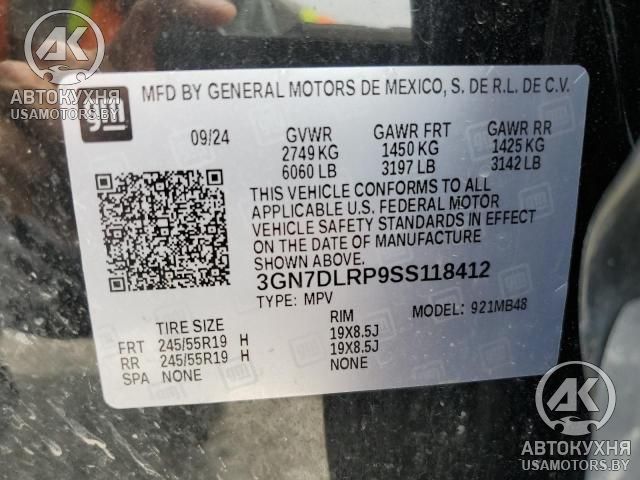 AK
АВТОКУХНЯ
USAMOTORS.BY
gm
MFD BY GENERAL MOTORS DE MEXICO, S. DE R.L. DE C.V.
09/24 GVWR GAWR FRT GAWR RR
2749 KG 1450 KG 1425 KG
6060 LB 3197 LB 3142 LB
THIS VEHICLE CONFORMS TO ALL
APPLICABLE U.S. FEDERAL MOTOR
VEHICLE SAFETY STANDARDS IN EFFECT
ON THE DATE OF MANUFACTURE
SHOWN ABOVE.
3GN7DLRP9SS118412
TYPE: MPV MODEL: 921MB48
TIRE SIZE RIM
FRT 245/55R19 H 19X8.5J
RR 245/55R19 H 19X8.5J
SPA NONE NONE
AK
АВТОКУХНЯ
USAMOTORS.BY